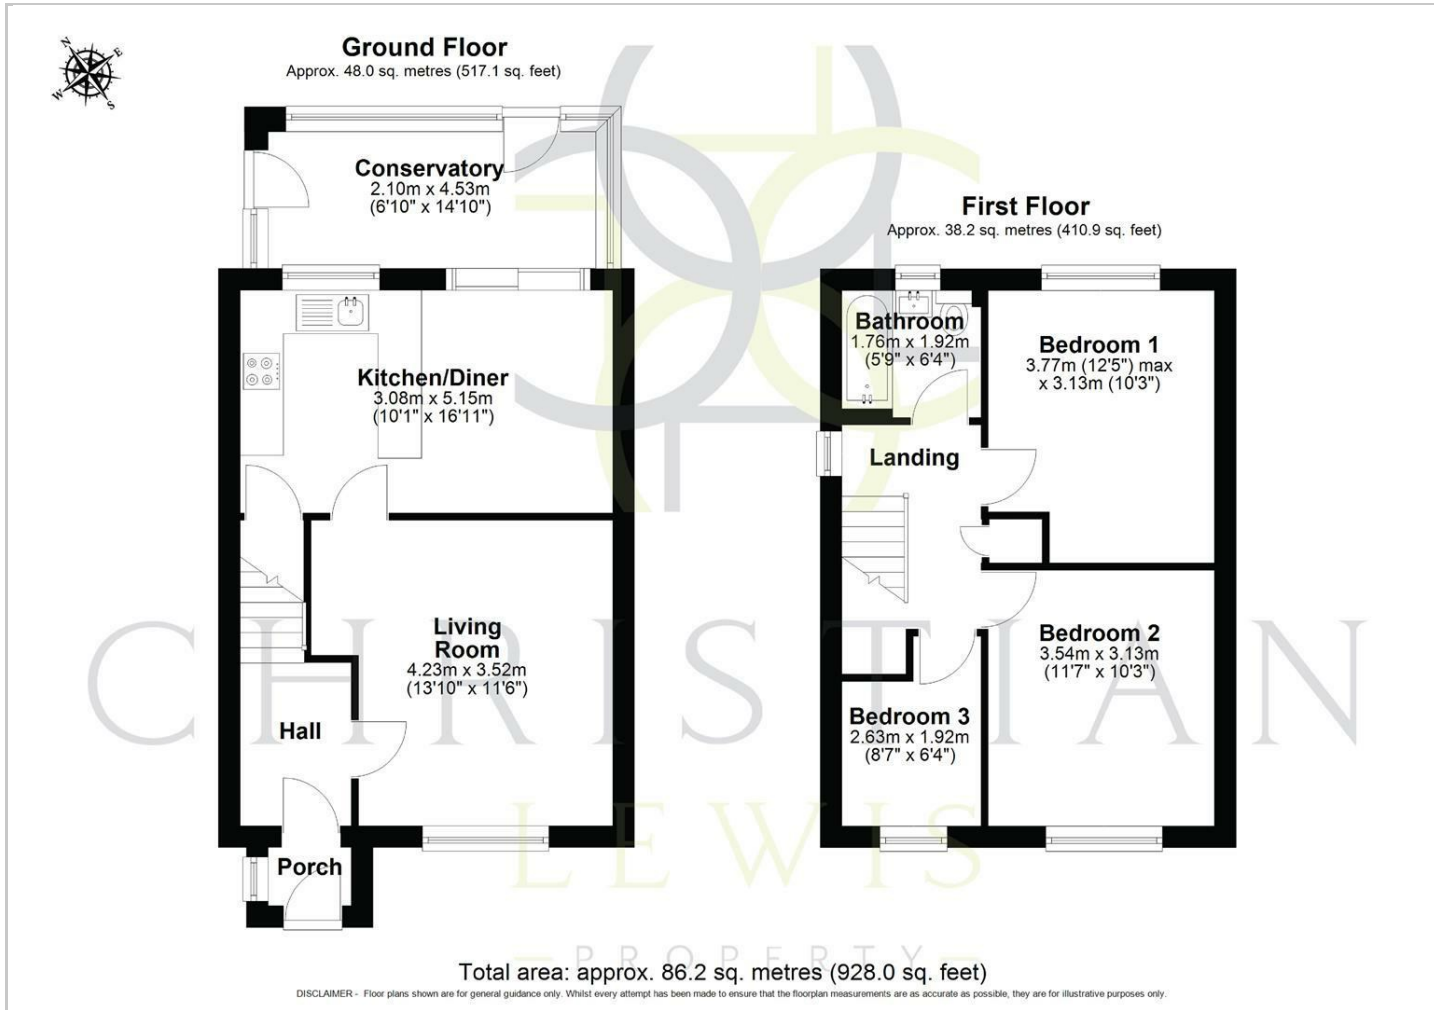 N
E
W
S
Ground Floor
Approx. 48.0 sq. metres (517.1 sq. feet)
Conservatory
2.10m x 4.53m
(6'10" x 14'10")
Kitchen/Diner
3.08m x 5.15m
(10'1" x 16'11")
Living
Room
4.23m x 3.52m
(13'10" x 11'6")
Hall
Porch
First Floor
Approx. 38.2 sq. metres (410.9 sq. feet)
Bathroom
1.76m x 1.92m
(5'9" x 6'4")
Bedroom 1
3.77m (12'5") max
x 3.13m (10'3")
Landing
Bedroom 2
3.54m x 3.13m
(11'7" x 10'3")
Bedroom 3
2.63m x 1.92m
(8'7" x 6'4")
CHRISTIAN
LEWIS
PROPERTY
Total area: approx. 86.2 sq. metres (928.0 sq. feet)
DISCLAIMER - Floor plans shown are for general guidance only. Whilst every attempt has been made to ensure that the floorplan measurements are as accurate as possible, they are for illustrative purposes only.